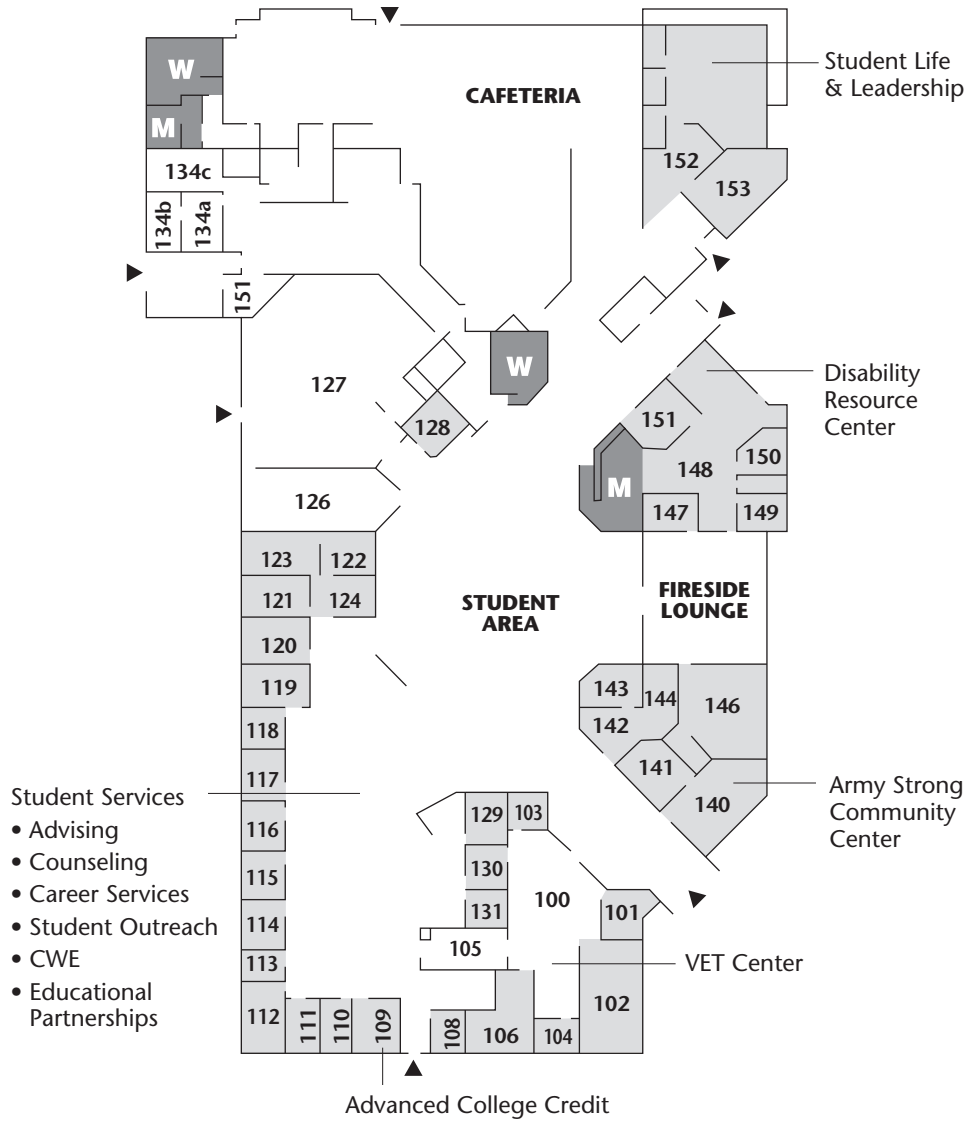 W
CAFETERIA
Student Life
& Leadership
M
152
134c
153
134b
134a
151
W
127
Disability
Resource
Center
128
151
150
148
M
126
147
149
123
122
FIRESIDE
LOUNGE
121
124
STUDENT
AREA
120
119
143
144
146
118
142
141
117
Army Strong
Community
Center
140
Student Services
• Advising
• Counseling
• Career Services
• Student Outreach
• CWE
• Educational
Partnerships
129
103
116
130
115
100
131
101
114
105
113
VET Center
102
112
111
110
109
108
106
104
Advanced College Credit